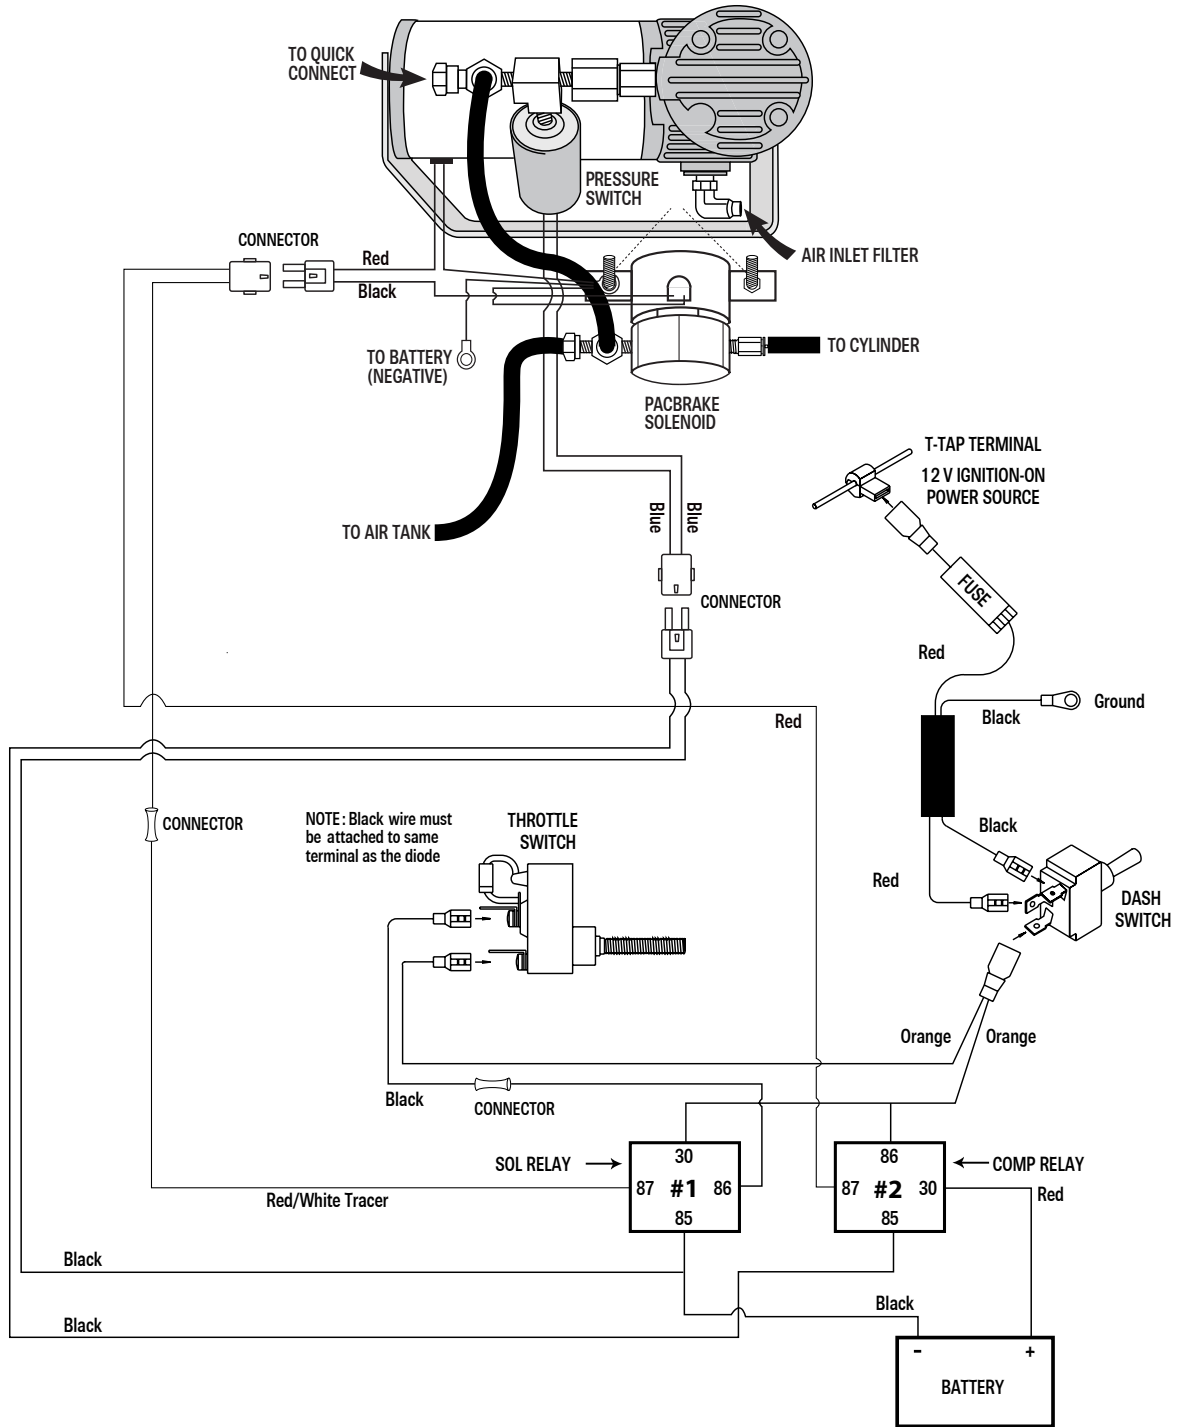 TO QUICK
CONNECT
PRESSURE
SWITCH
AIR INLET FILTER
CONNECTOR
Red
Black
TO BATTERY
(NEGATIVE)
TO CYLINDER
PACBRAKE
SOLENOID
T-TAP TERMINAL
12 V IGNITION-ON
POWER SOURCE
TO AIR TANK
Blue
Blue
CONNECTOR
FUSE
Red
Ground
Black
Red
CONNECTOR
NOTE: Black wire must
be attached to same
terminal as the diode
THROTTLE
SWITCH
Black
Red
DASH
SWITCH
Orange
Orange
Black
CONNECTOR
SOL RELAY
30
87 #1 86
85
86
87 #2 30
85
COMP RELAY
Red
Red/White Tracer
Black
Black
Black
- +
BATTERY